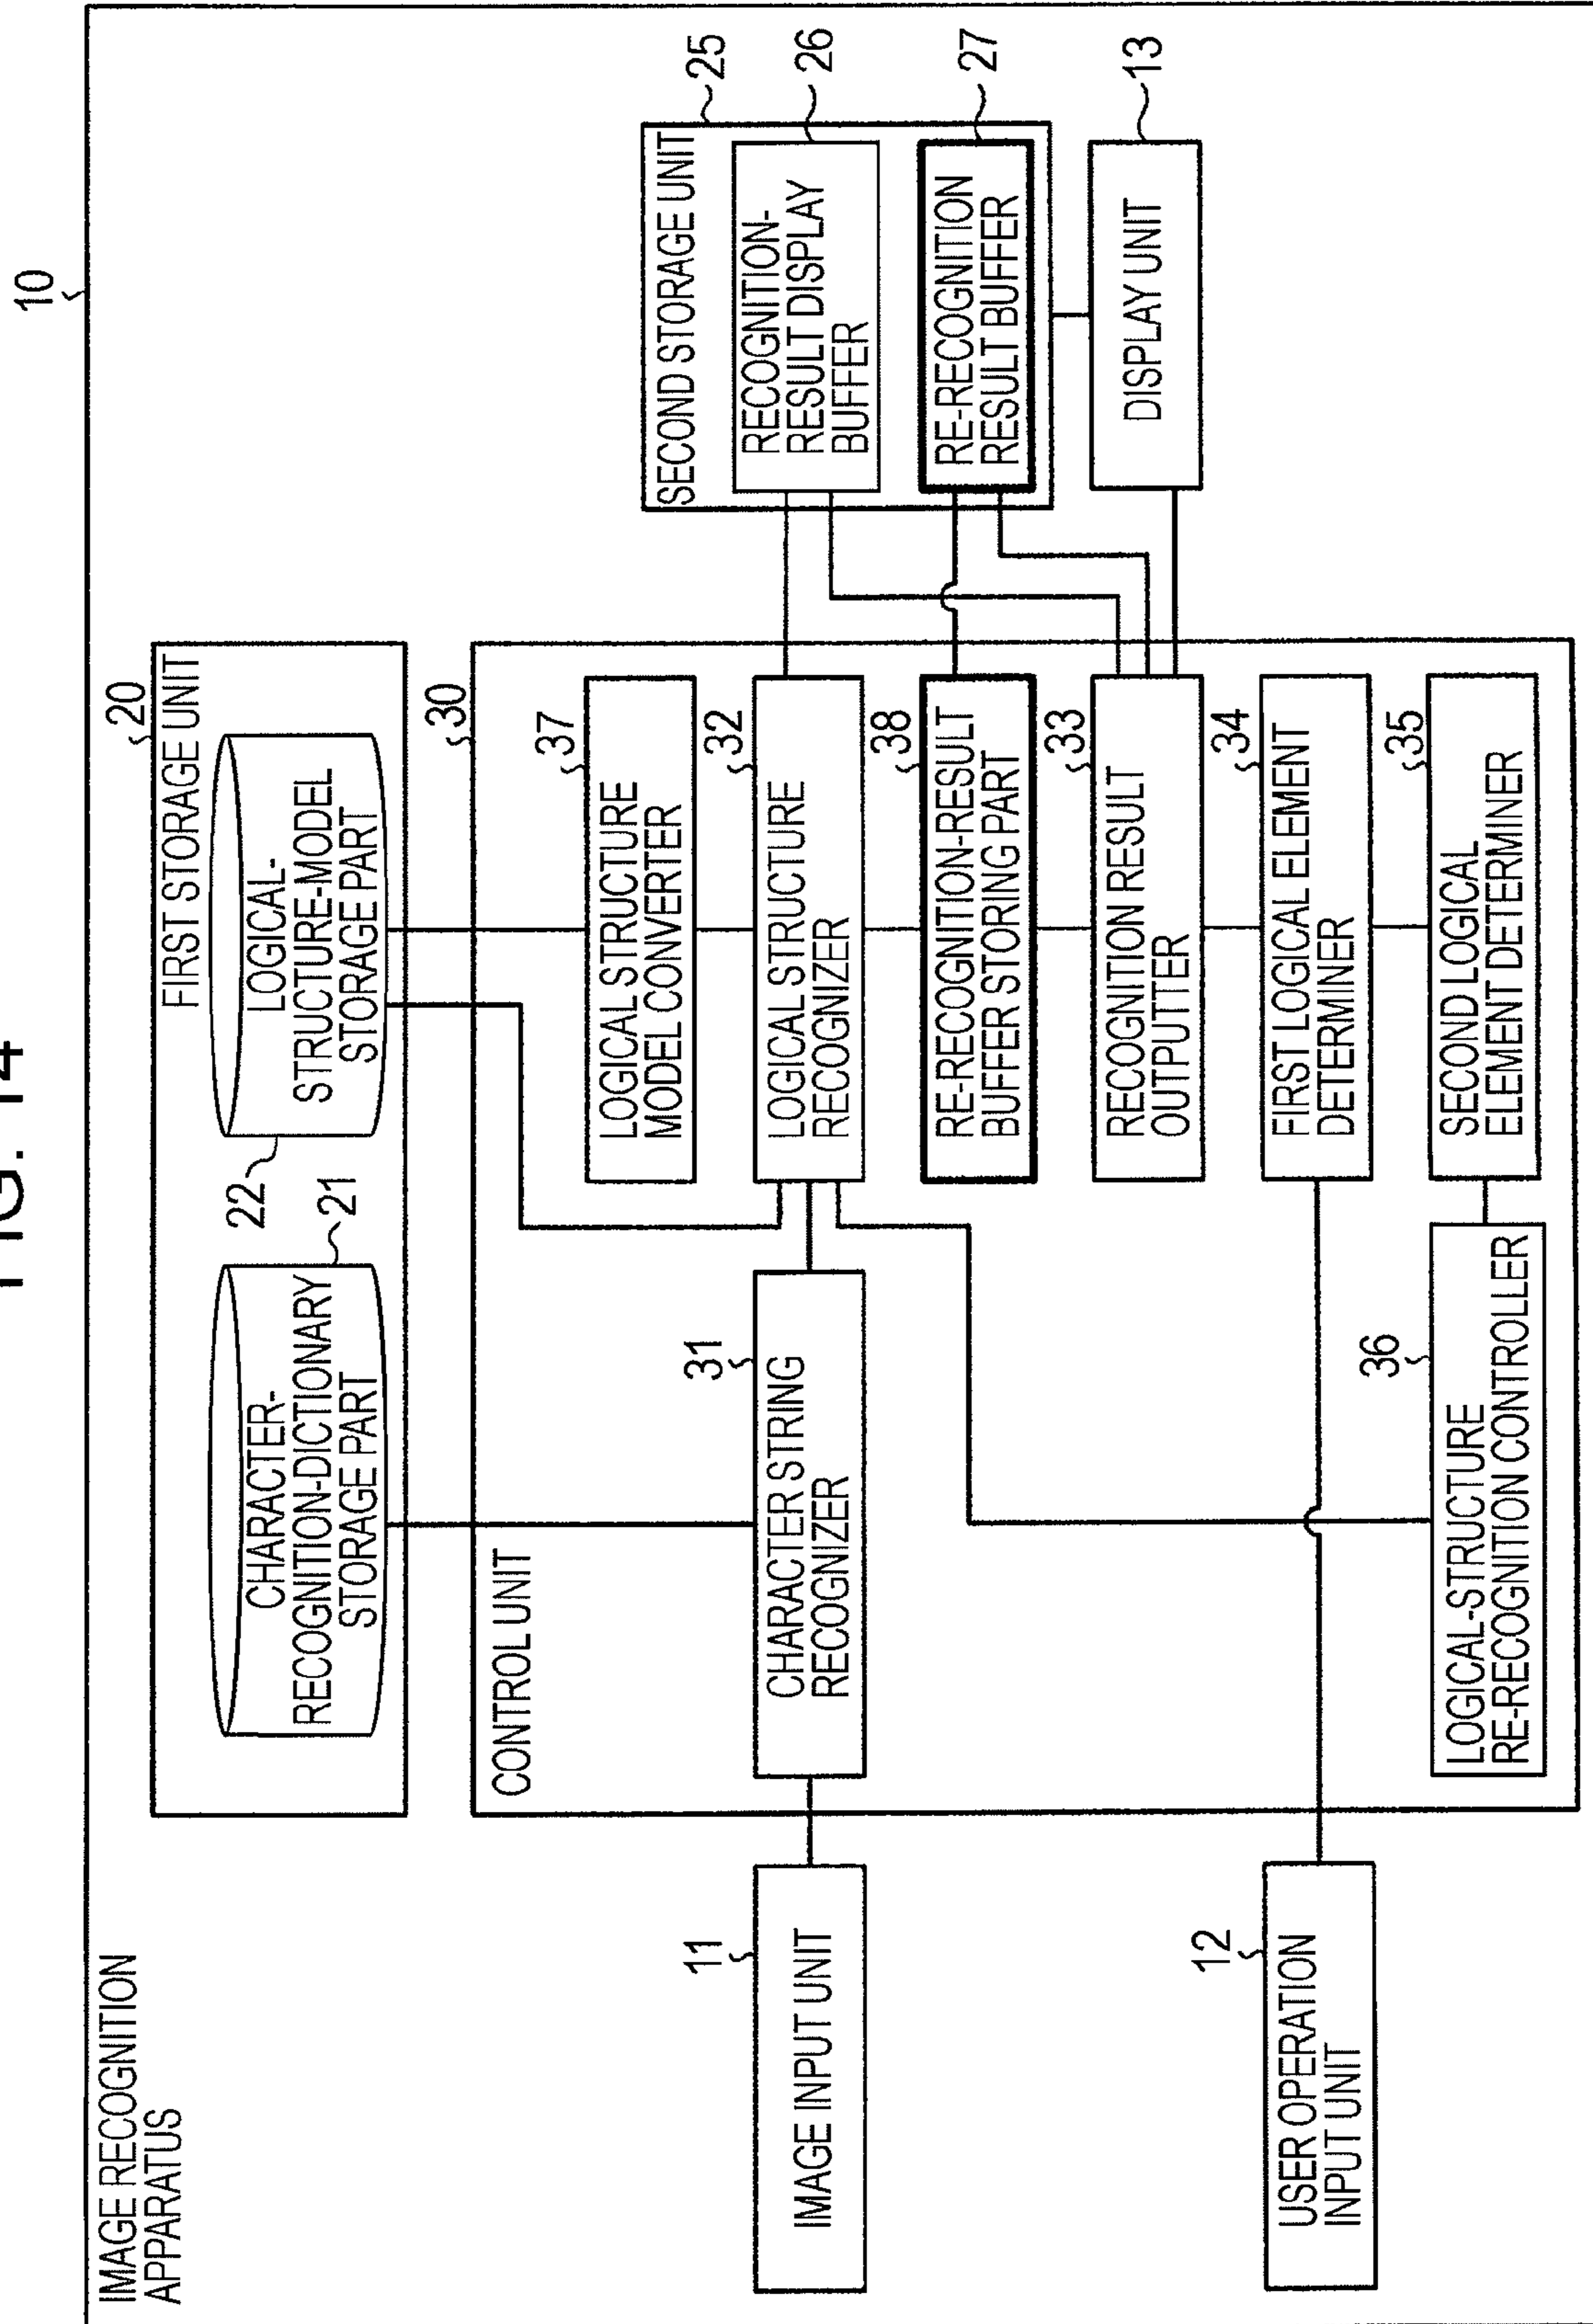 FIG. 14
10
IMAGE RECOGNITION
APPARATUS
20
FIRST STORAGE UNIT
CHARACTER-
RECOGNITION-DICTIONARY
STORAGE PART
21
LOGICAL-
STRUCTURE-MODEL
STORAGE PART
22
30
CONTROL UNIT
37
LOGICAL STRUCTURE
MODEL CONVERTER
11
IMAGE INPUT UNIT
31
CHARACTER STRING
RECOGNIZER
32
LOGICAL STRUCTURE
RECOGNIZER
38
RE-RECOGNITION-RESULT
BUFFER STORING PART
33
RECOGNITION RESULT
OUTPUTTER
12
USER OPERATION
INPUT UNIT
34
FIRST LOGICAL ELEMENT
DETERMINER
36
LOGICAL-STRUCTURE
RE-RECOGNITION CONTROLLER
35
SECOND LOGICAL
ELEMENT DETERMINER
25
SECOND STORAGE UNIT
26
RECOGNITION-
RESULT DISPLAY
BUFFER
27
RE-RECOGNITION
RESULT BUFFER
13
DISPLAY UNIT